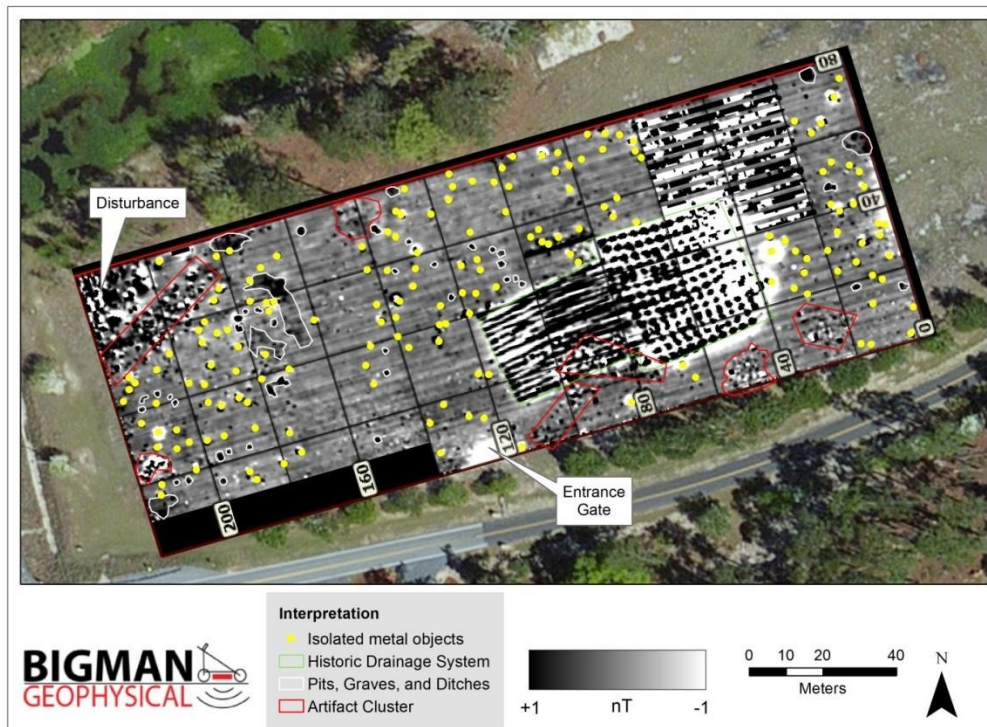 80
Disturbance
40
0
40
80
120
160
200
Entrance
Gate
BIGMAN
GEOPHYSICAL
Interpretation
Isolated metal objects
Historic Drainage System
Pits, Graves, and Ditches
Artifact Cluster
+1 nT -1
0 10 20 40
Meters
N